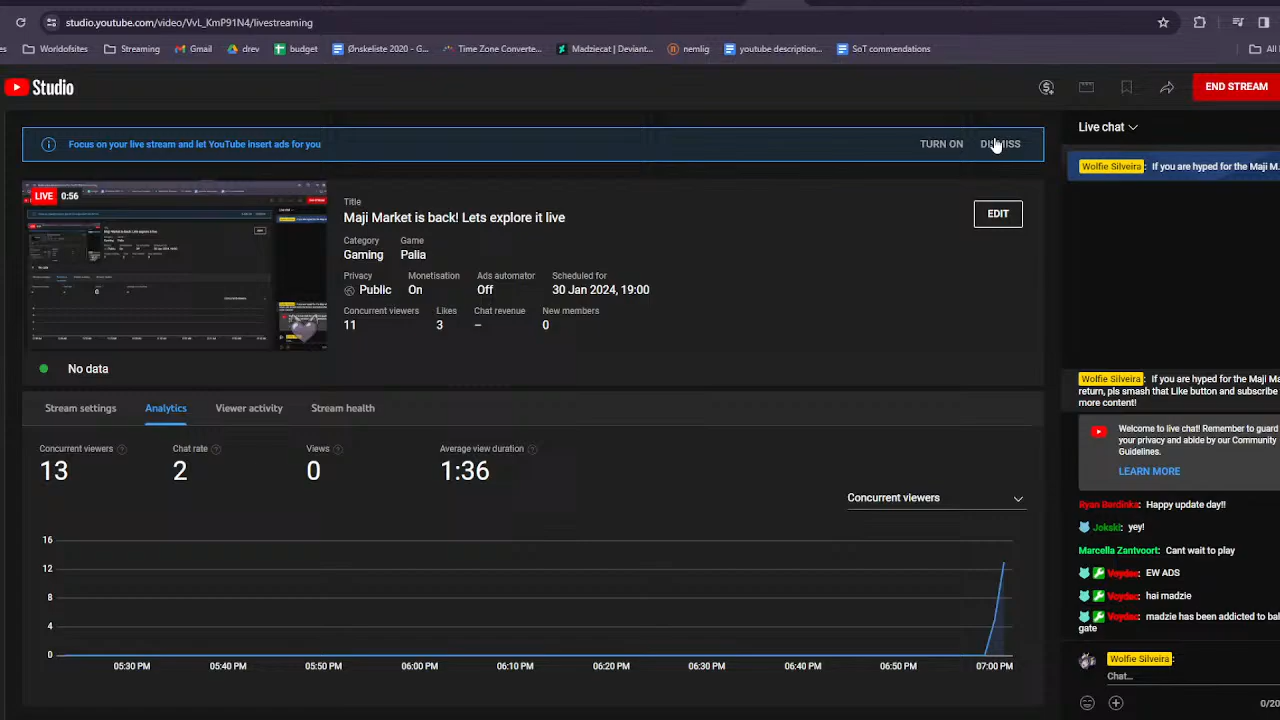 studio.youtube.com/video/VvL_KmP91N4/livestreaming
Worldofsites
Streaming
Gmail
drev
budget
Ønskeliste 2020 - G...
Time Zone Converte...
Madziecat | Deviant...
nemlig
youtube description...
SoT commendations
All
Studio
END STREAM
Focus on your live stream and let YouTube insert ads for you
TURN ON
DISMISS
Live chat
Wolfie Silveira: If you are hyped for the Maji M
LIVE 0:56
Title
Maji Market is back! Lets explore it live
EDIT
Category Game
Gaming Palia
Privacy Monetisation Ads automator Scheduled for
Public On Off 30 Jan 2024, 19:00
Concurrent viewers Likes Chat revenue New members
11 3 – 0
No data
Stream settings Analytics Viewer activity Stream health
Concurrent viewers Chat rate Views Average view duration
13 2 0 1:36
Concurrent viewers
16
12
8
4
0
05:30 PM 05:40 PM 05:50 PM 06:00 PM 06:10 PM 06:20 PM 06:30 PM 06:40 PM 06:50 PM 07:00 PM
Wolfie Silveira: If you are hyped for the Maji Ma
return, pls smash that Like button and subscribe
more content!
Welcome to live chat! Remember to guard
your privacy and abide by our Community
Guidelines.
LEARN MORE
Ryan Berdinka: Happy update day!!
Jokski: yey!
Marcella Zantvoort: Cant wait to play
Voydec: EW ADS
Voydec: hai madzie
Voydec: madzie has been addicted to bal
gate
Wolfie Silveira:
Chat...
0/20